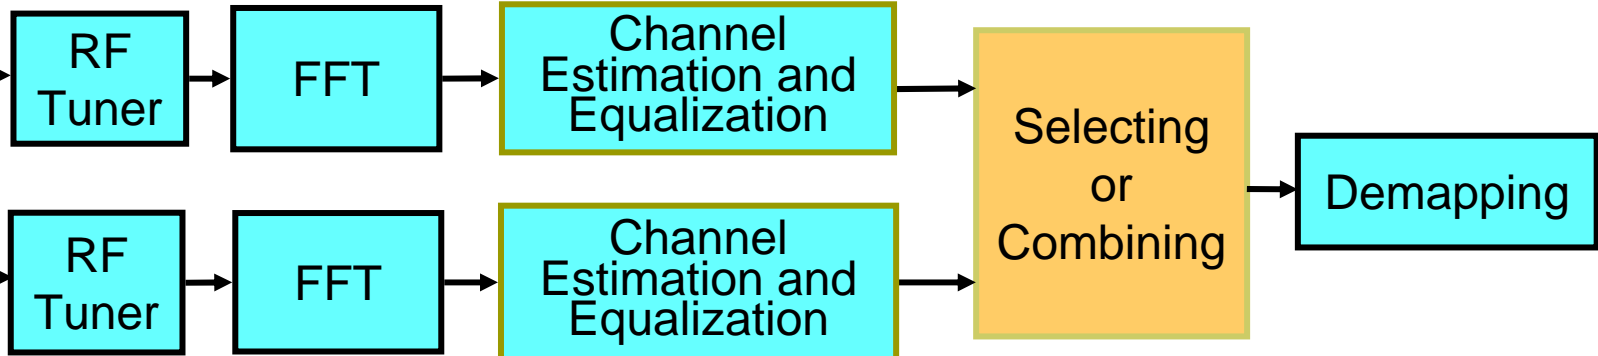 RF
Tuner
FFT
Channel
Estimation and
Equalization
Selecting
or
Combining
Demapping
RF
Tuner
FFT
Channel
Estimation and
Equalization